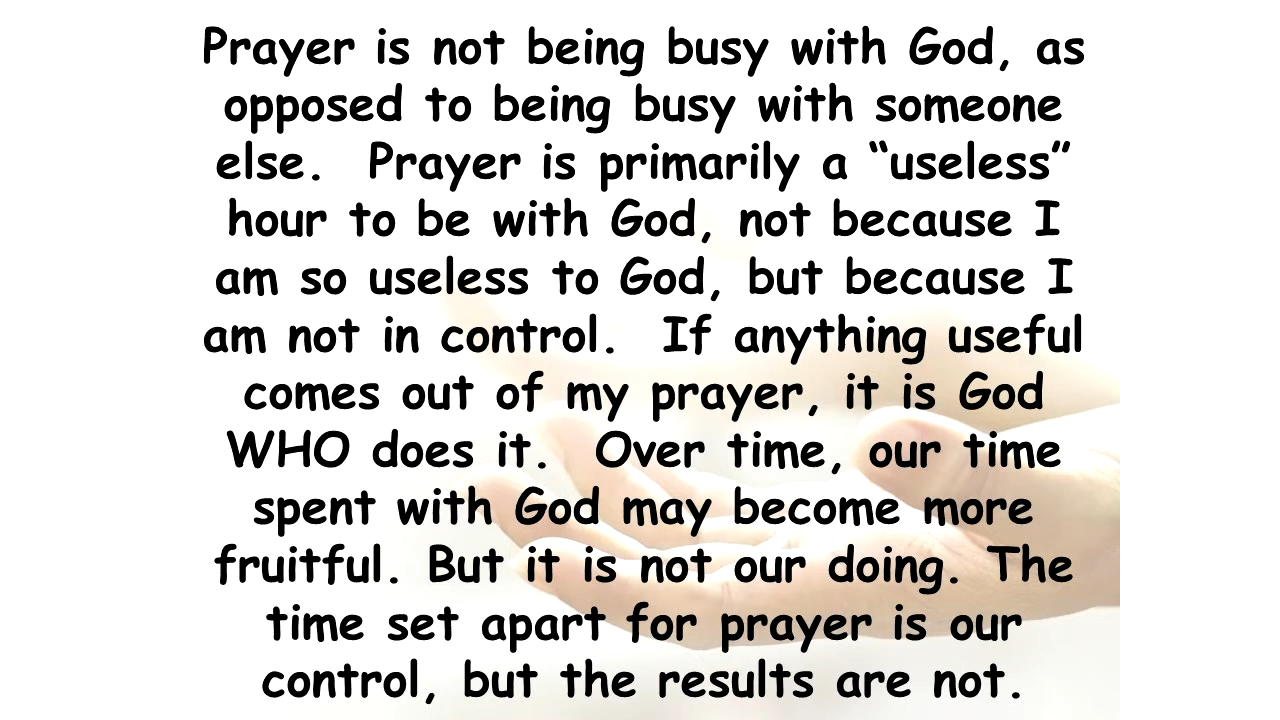 Prayer is not being busy with God, as
opposed to being busy with someone
else.  Prayer is primarily a “useless”
hour to be with God, not because I
am so useless to God, but because I
am not in control.  If anything useful
comes out of my prayer, it is God
WHO does it.  Over time, our time
spent with God may become more
fruitful. But it is not our doing. The
time set apart for prayer is our
control, but the results are not.